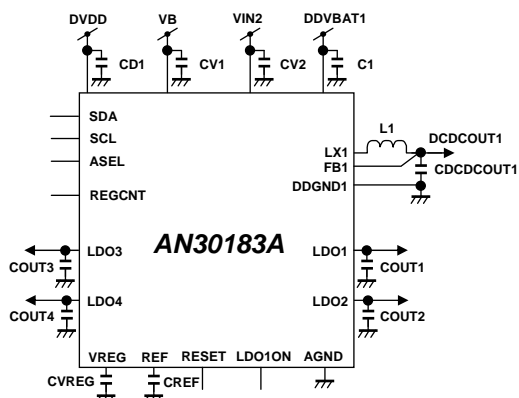 DVDD VB VIN2 DDVBAT1
CD1 CV1 CV2 C1
SDA
SCL
ASEL
REGCNT
L1
LX1 DCDCOUT1
FB1
CDCDCOUT1
DDGND1
AN30183A
LDO3 LDO1
COUT3 COUT1
LDO4 LDO2
COUT4 COUT2
VREG REF RESET LDO1ON AGND
CVREG CREF